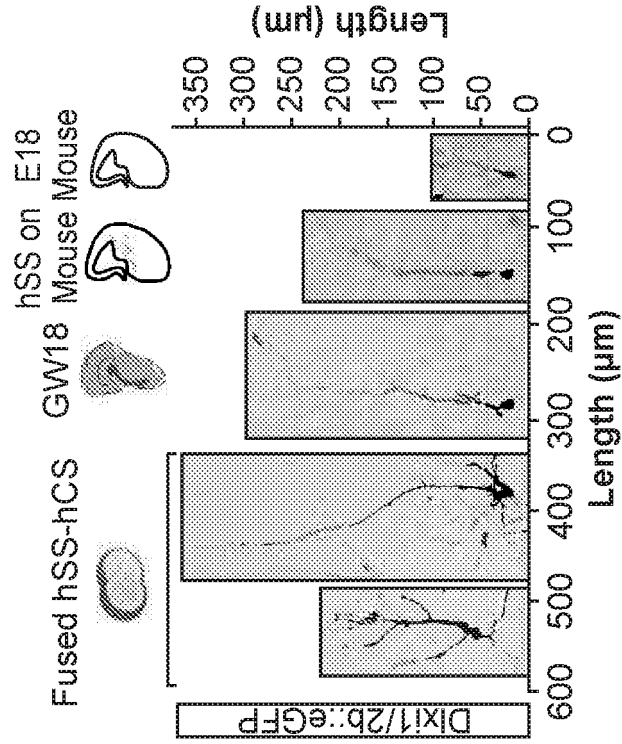 Fused hSS-hCS
GW18
hSS on
Mouse
E18
Mouse
Dlxi1/2b::eGFP
Length (µm)
350
300
250
200
150
100
50
0
0
100
200
300
400
500
600
Length (µm)